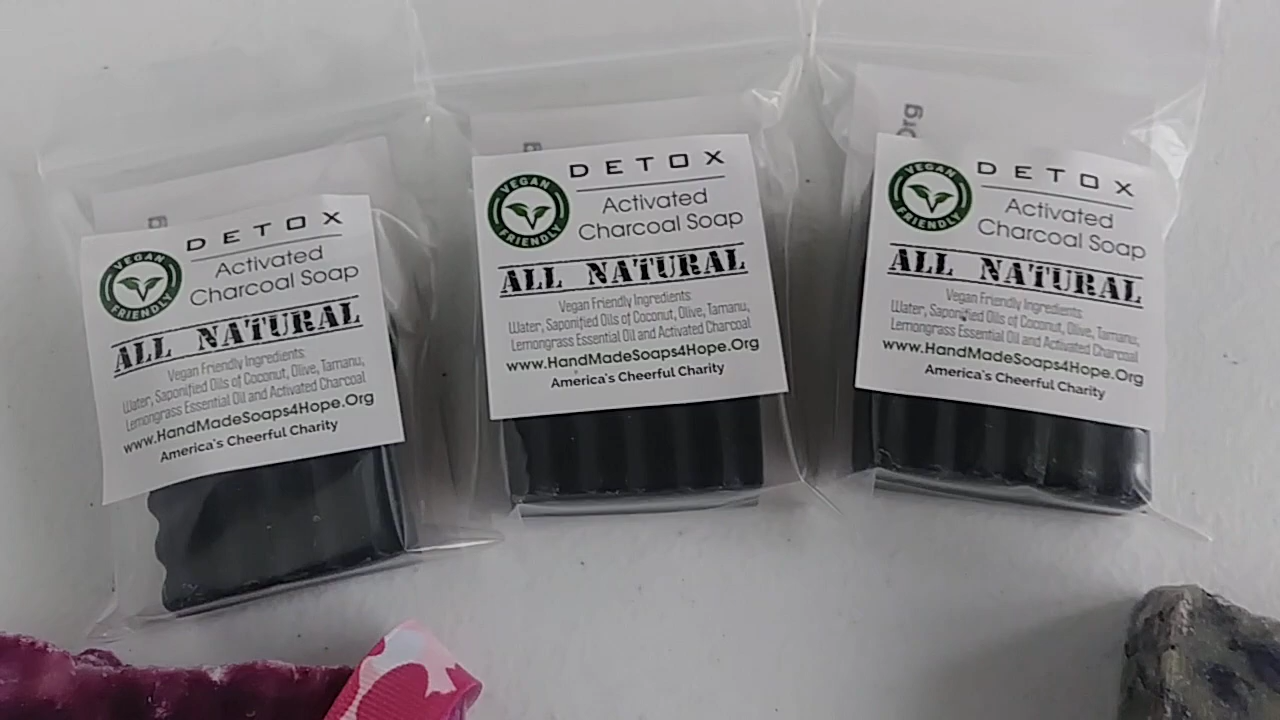 DETOX
VEGAN FRIENDLY
Activated
Charcoal Soap
ALL NATURAL
Vegan Friendly Ingredients
Water, Saponified Oils of Coconut, Olive, Tamanu,
Lemongrass Essential Oil and Activated Charcoal
www.HandMadeSoaps4Hope.Org
America's Cheerful Charity
DETOX
VEGAN FRIENDLY
Activated
Charcoal Soap
ALL NATURAL
Vegan Friendly Ingredients
Water, Saponified Oils of Coconut, Olive, Tamanu,
Lemongrass Essential Oil and Activated Charcoal
www.HandMadeSoaps4Hope.Org
America's Cheerful Charity
Org
DETOX
VEGAN FRIENDLY
Activated
Charcoal Soap
ALL NATURAL
Vegan Friendly Ingredients
Water, Saponified Oils of Coconut, Olive, Tamanu,
Lemongrass Essential Oil and Activated Charcoal
www.HandMadeSoaps4Hope.Org
America's Cheerful Charity